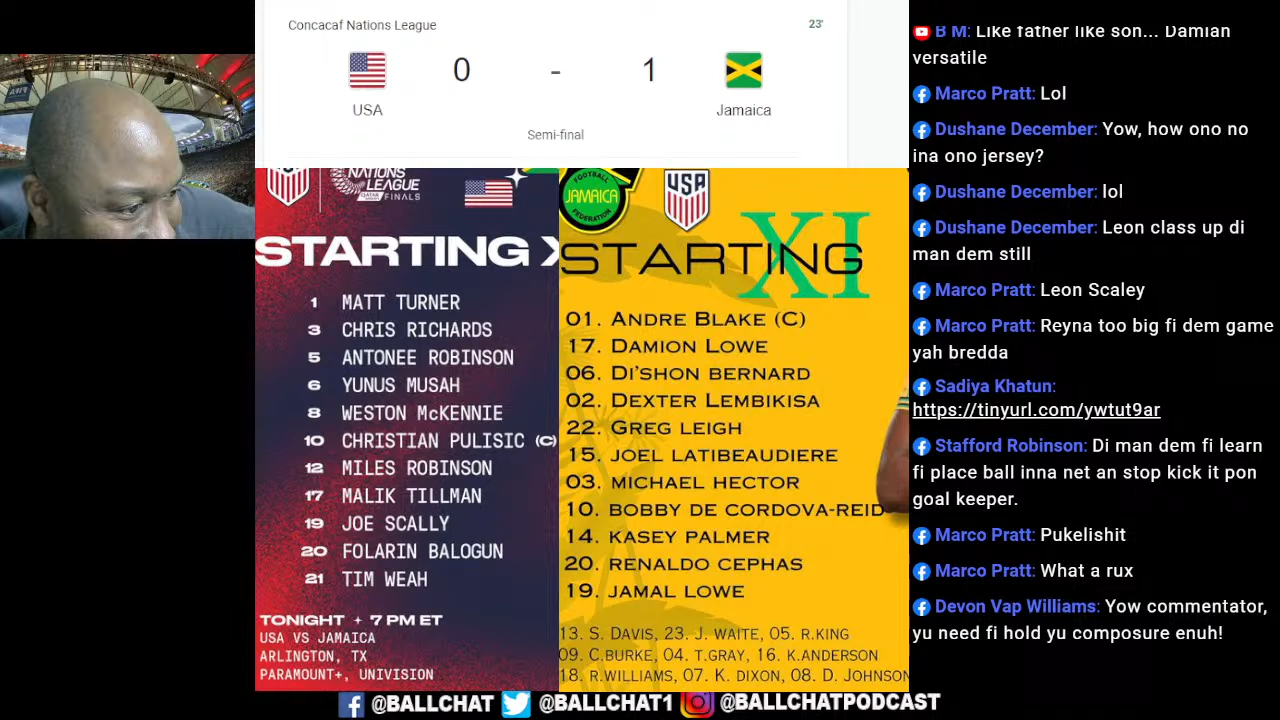 Concacaf Nations League
23'
0 - 1
USA
Jamaica
Semi-final
NATIONS
LEAGUE
FINALS
STARTING X
1 MATT TURNER
3 CHRIS RICHARDS
5 ANTONEE ROBINSON
6 YUNUS MUSAH
8 WESTON McKENNIE
10 CHRISTIAN PULISIC (C)
12 MILES ROBINSON
17 MALIK TILLMAN
19 JOE SCALLY
20 FOLARIN BALOGUN
21 TIM WEAH
TONIGHT + 7 PM ET
USA VS JAMAICA
ARLINGTON, TX
PARAMOUNT+, UNIVISION
FOOTBALL
JAMAICA
FEDERATION
USA
STARTING XI
01. ANDRE BLAKE (C)
17. DAMION LOWE
06. DI'SHON BERNARD
02. DEXTER LEMBIKISA
22. GREG LEIGH
15. JOEL LATIBEAUDIERE
03. MICHAEL HECTOR
10. BOBBY DE CORDOVA-REID
14. KASEY PALMER
20. RENALDO CEPHAS
19. JAMAL LOWE
13. S. DAVIS, 23. J. WAITE, 05. R.KING
09. C.BURKE, 04. T.GRAY, 16. K.ANDERSON
18. R.WILLIAMS, 07. K. DIXON, 08. D. JOHNSON
B M: Like father like son... Damian
versatile
Marco Pratt: Lol
Dushane December: Yow, how ono no
ina ono jersey?
Dushane December: lol
Dushane December: Leon class up di
man dem still
Marco Pratt: Leon Scaley
Marco Pratt: Reyna too big fi dem game
yah bredda
Sadiya Khatun:
https://tinyurl.com/ywtut9ar
Stafford Robinson: Di man dem fi learn
fi place ball inna net an stop kick it pon
goal keeper.
Marco Pratt: Pukelishit
Marco Pratt: What a rux
Devon Vap Williams: Yow commentator,
yu need fi hold yu composure enuh!
@BALLCHAT @BALLCHAT1 @BALLCHATPODCAST